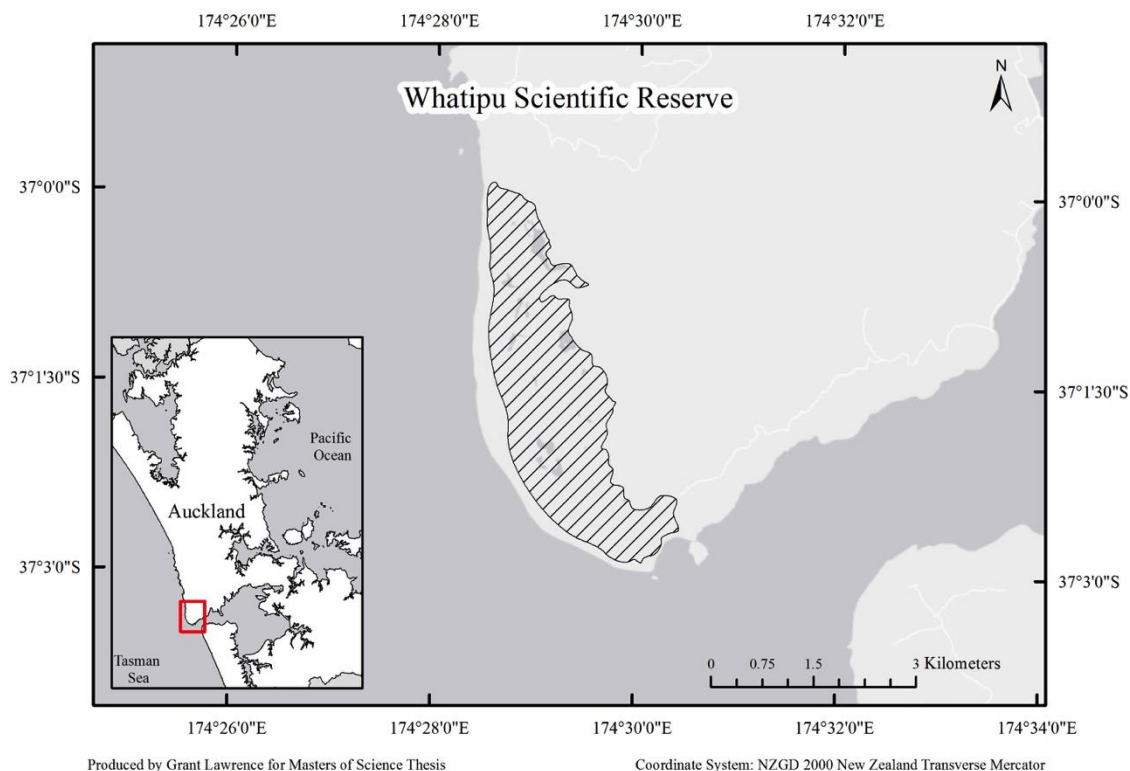 174°26'0"E 174°28'0"E 174°30'0"E 174°32'0"E
N
Whatipu Scientific Reserve
37°0'0"S
37°0'0"S
37°1'30"S
37°1'30"S
Pacific
Ocean
Auckland
37°3'0"S
37°3'0"S
Tasman
Sea
0 0.75 1.5 3 Kilometers
174°26'0"E 174°28'0"E 174°30'0"E 174°32'0"E 174°34'0"E
Produced by Grant Lawrence for Masters of Science Thesis
Coordinate System: NZGD 2000 New Zealand Transverse Mercator